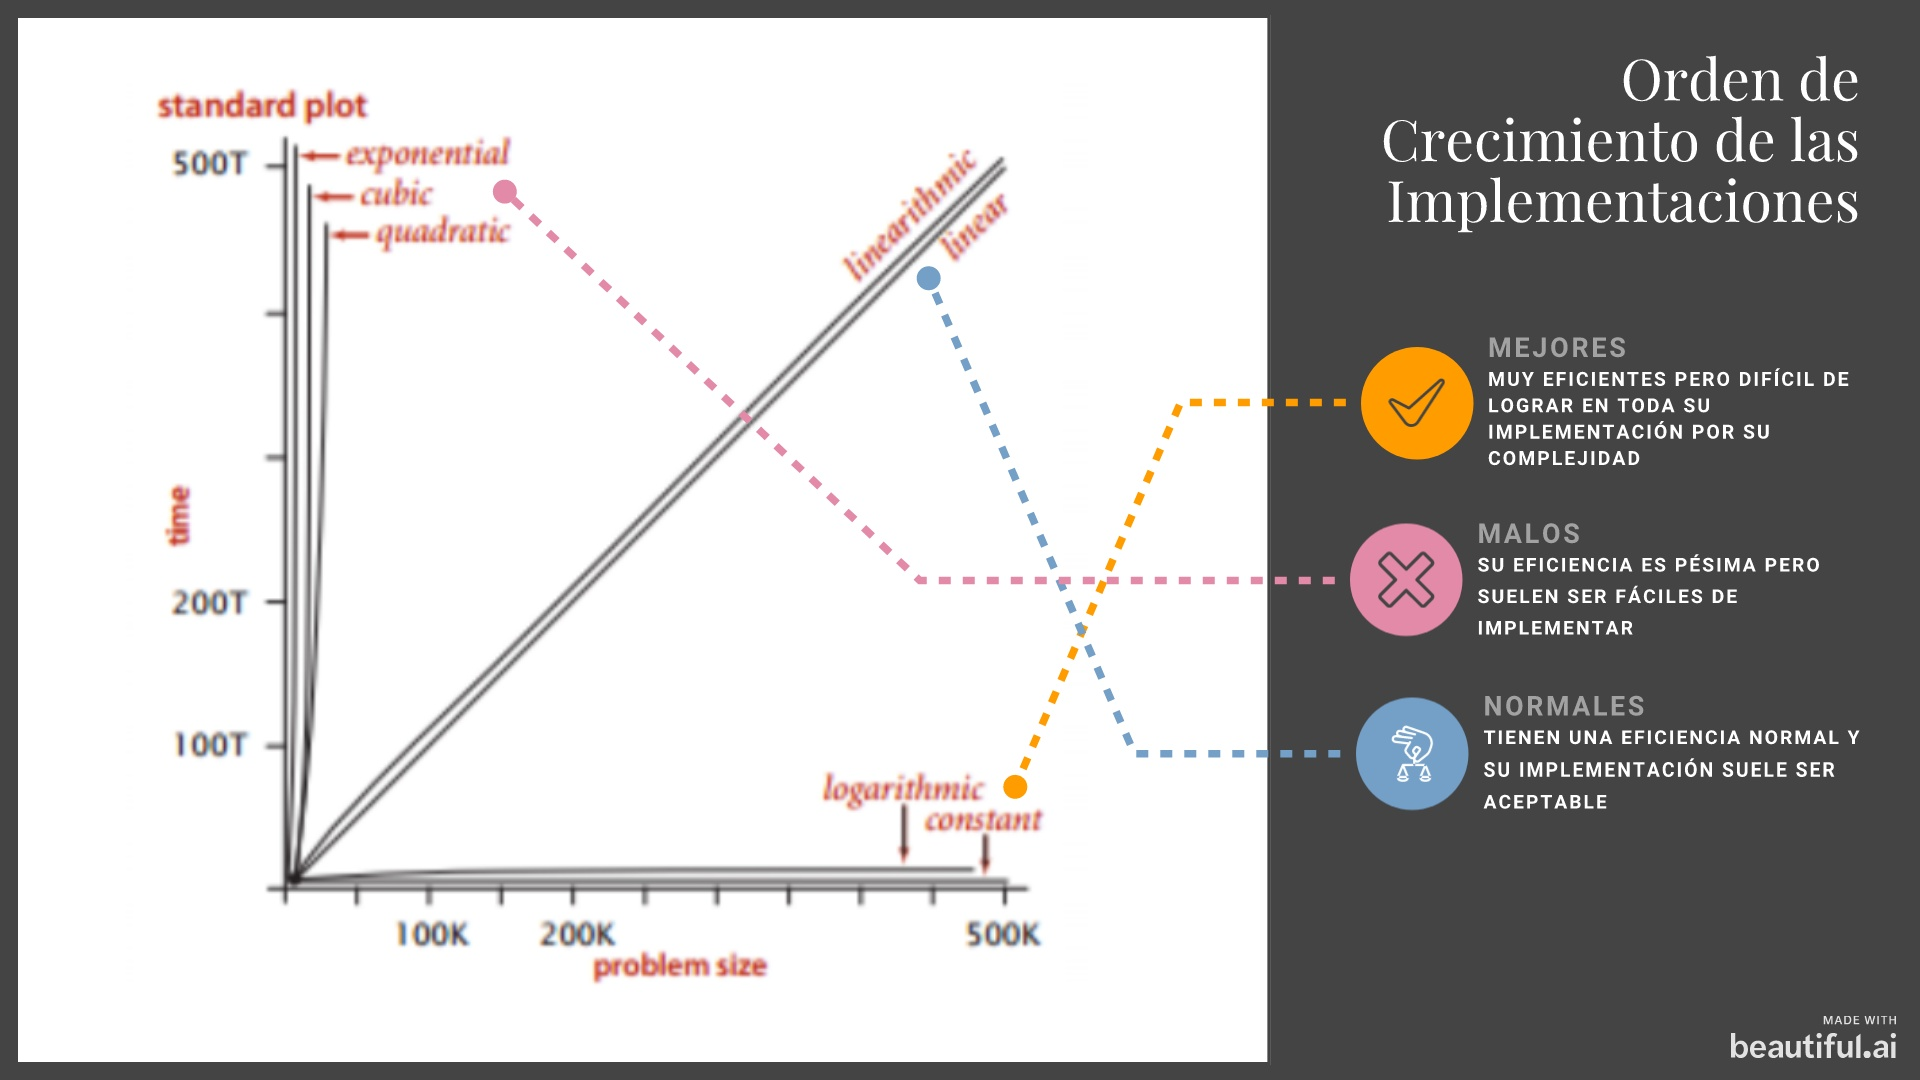 Orden de
Crecimiento de las
Implementaciones
standard plot
500T
exponential
cubic
quadratic
linearithmic
linear
time
200T
100T
logarithmic
constant
100K
200K
500K
problem size
MEJORES
MUY EFICIENTES PERO DIFÍCIL DE
LOGRAR EN TODA SU
IMPLEMENTACIÓN POR SU
COMPLEJIDAD
MALOS
SU EFICIENCIA ES PÉSIMA PERO
SUELEN SER FÁCILES DE
IMPLEMENTAR
NORMALES
TIENEN UNA EFICIENCIA NORMAL Y
SU IMPLEMENTACIÓN SUELE SER
ACEPTABLE
MADE WITH
beautiful.ai